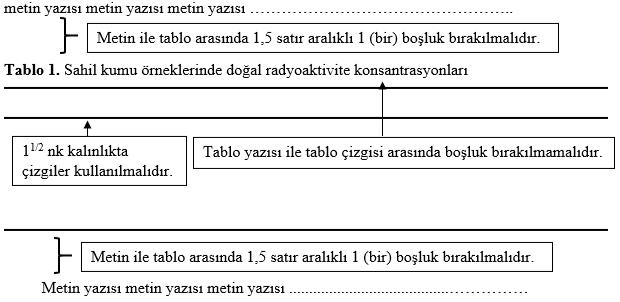 metin yazısı metin yazısı metin yazısı …………………………………………..
Metin ile tablo arasında 1,5 satır aralıklı 1 (bir) boşluk bırakılmalıdır.
Tablo 1. Sahil kumu örneklerinde doğal radyoaktivite konsantrasyonları
1 1/2 nk kalınlıkta
çizgiler kullanılmalıdır.
Tablo yazısı ile tablo çizgisi arasında boşluk bırakılmamalıdır.
Metin ile tablo arasında 1,5 satır aralıklı 1 (bir) boşluk bırakılmalıdır.
Metin yazısı metin yazısı metin yazısı ........................................……………